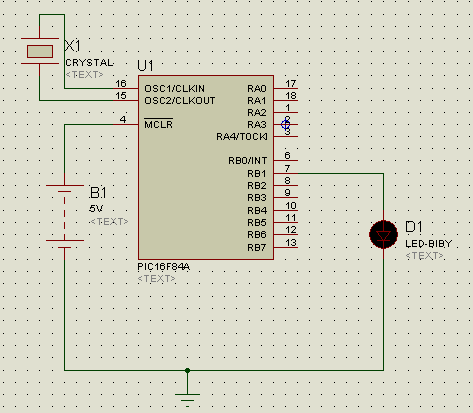 X1
CRYSTAL
<TEXT>
U1
16 OSC1/CLKIN RA0 17
15 OSC2/CLKOUT RA1 18
RA2 1
4 MCLR RA3 2
RA4/T0CKI 3
RB0/INT 6
RB1 7
RB2 8
RB3 9
RB4 10
RB5 11
RB6 12
RB7 13
PIC16F84A
<TEXT>
B1
5V
<TEXT>
D1
LED-BIBY
<TEXT>